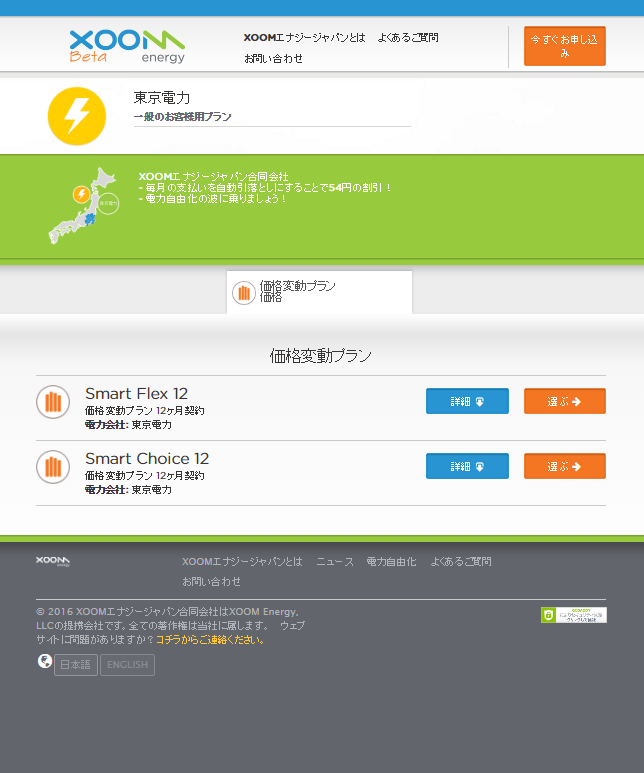 XOOM
Beta energy
XOOMエナジージャパンとは よくあるご質問
お問い合わせ
今すぐお申し込
み
東京電力
一般のお客様用プラン
XOOMエナジージャパン合同会社
- 毎月の支払いを自動引落としにすることで54円の割引！
- 電力自由化の波に乗りましょう！
東京電力
価格変動プラン
価格
価格変動プラン
Smart Flex 12
価格変動プラン 12ヶ月契約
電力会社: 東京電力
詳細
選ぶ
Smart Choice 12
価格変動プラン 12ヶ月契約
電力会社: 東京電力
詳細
選ぶ
XOOM
energy
XOOMエナジージャパンとは ニュース 電力自由化 よくあるご質問
お問い合わせ
© 2016 XOOMエナジージャパン合同会社はXOOM Energy,
LLCの提携会社です。全ての著作権は当社に属します。 ウェブ
サイトに問題がありますか？コチラからご連絡ください。
日本語 ENGLISH